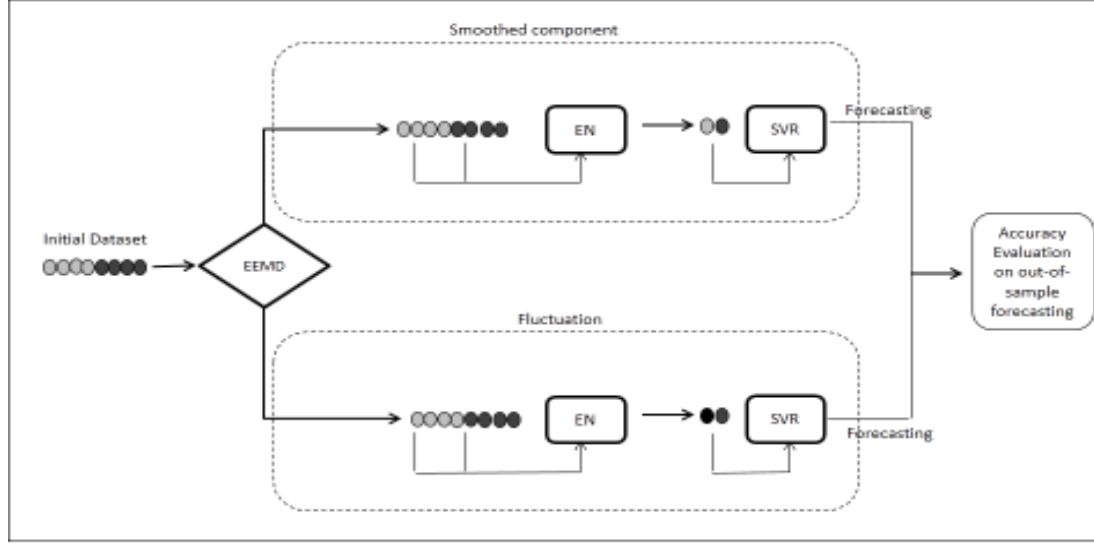 Smoothed component
EN
SVR
Forecasting
Initial Dataset
EEMD
Accuracy
Evaluation
on out-of-
sample
forecasting
Fluctuation
EN
SVR
Forecasting